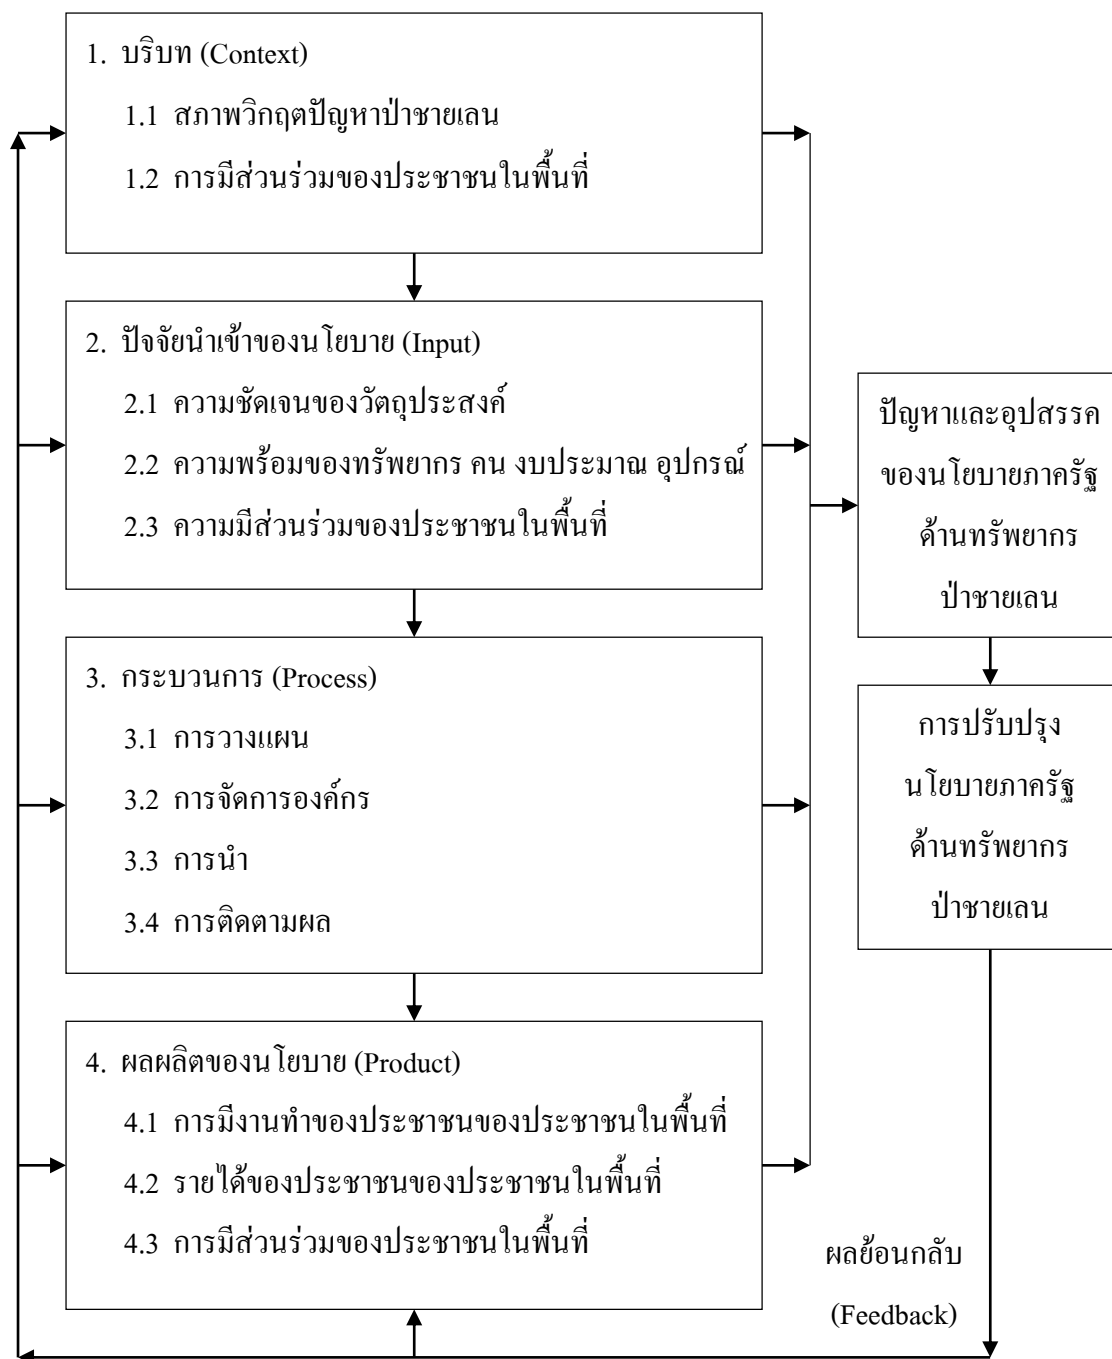 1. บริบท (Context)
1.1 สภาพวิกฤตปัญหาป่าชายเลน
1.2 การมีส่วนร่วมของประชาชนในพื้นที่
2. ปัจจัยนำเข้าของนโยบาย (Input)
2.1 ความชัดเจนของวัตถุประสงค์
2.2 ความพร้อมของทรัพยากร คน งบประมาณ อุปกรณ์
2.3 ความมีส่วนร่วมของประชาชนในพื้นที่
3. กระบวนการ (Process)
3.1 การวางแผน
3.2 การจัดการองค์กร
3.3 การนำ
3.4 การติดตามผล
4. ผลผลิตของนโยบาย (Product)
4.1 การมีงานทำของประชาชนของประชาชนในพื้นที่
4.2 รายได้ของประชาชนของประชาชนในพื้นที่
4.3 การมีส่วนร่วมของประชาชนในพื้นที่
ปัญหาและอุปสรรค
ของนโยบายภาครัฐ
ด้านทรัพยากร
ป่าชายเลน
การปรับปรุง
นโยบายภาครัฐ
ด้านทรัพยากร
ป่าชายเลน
ผลย้อนกลับ
(Feedback)